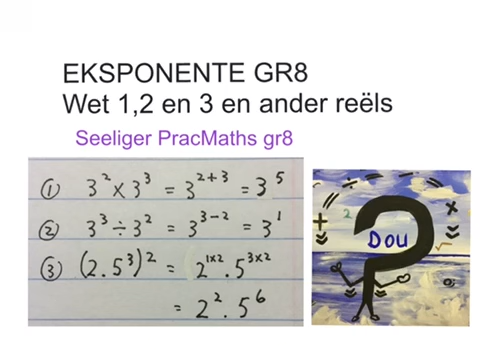 EKSPONENTE GR8
Wet 1,2 en 3 en ander reëls
Seeliger PracMaths gr8
① 3² x 3³ = 3²⁺³ = 3⁵
② 3³ ÷ 3² = 3³⁻² = 3¹
③ (2.5³)² = 2¹ˣ² . 5³ˣ²
= 2² . 5⁶
÷ ÷
+ 2 x
Dou
√